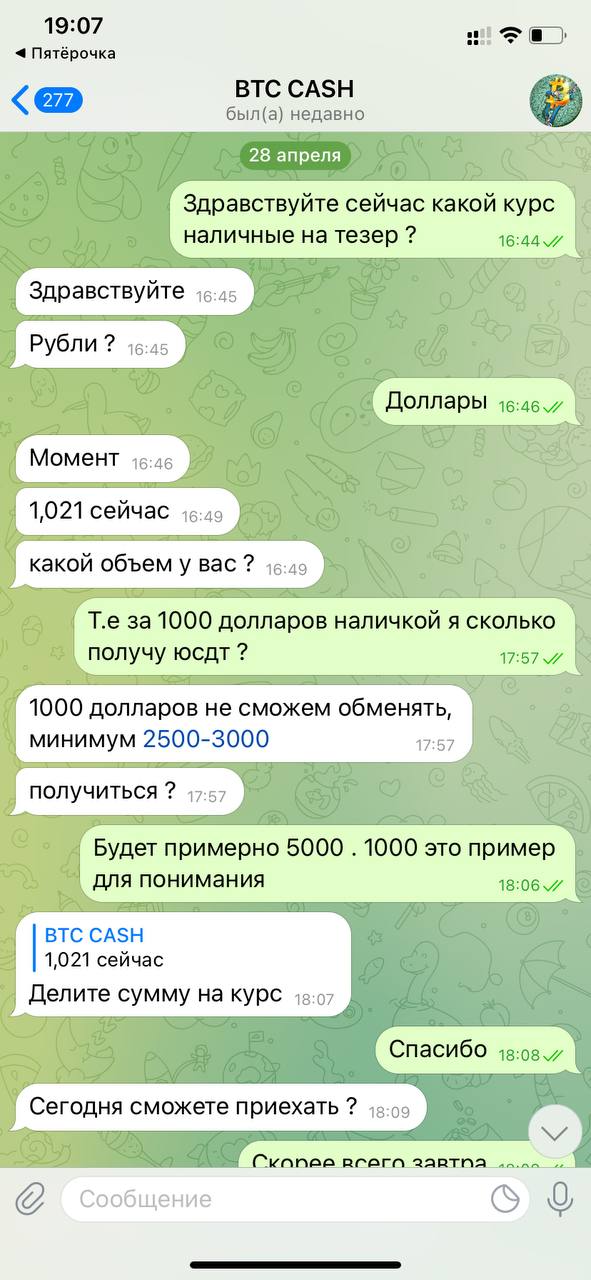 19:07
◀ Пятёрочка
277
BTC CASH
был(а) недавно
28 апреля
Здравствуйте сейчас какой курс
наличные на тезер ?
16:44
Здравствуйте 16:45
Рубли ? 16:45
Доллары 16:46
Момент 16:46
1,021 сейчас 16:49
какой объем у вас ? 16:49
Т.е за 1000 долларов наличкой я сколько
получу юсдт ?
17:57
1000 долларов не сможем обменять,
минимум 2500-3000
17:57
получиться ? 17:57
Будет примерно 5000 . 1000 это пример
для понимания
18:06
BTC CASH
1,021 сейчас
Делите сумму на курс 18:07
Спасибо 18:08
Сегодня сможете приехать ? 18:09
Скорее всего завтра
Сообщение